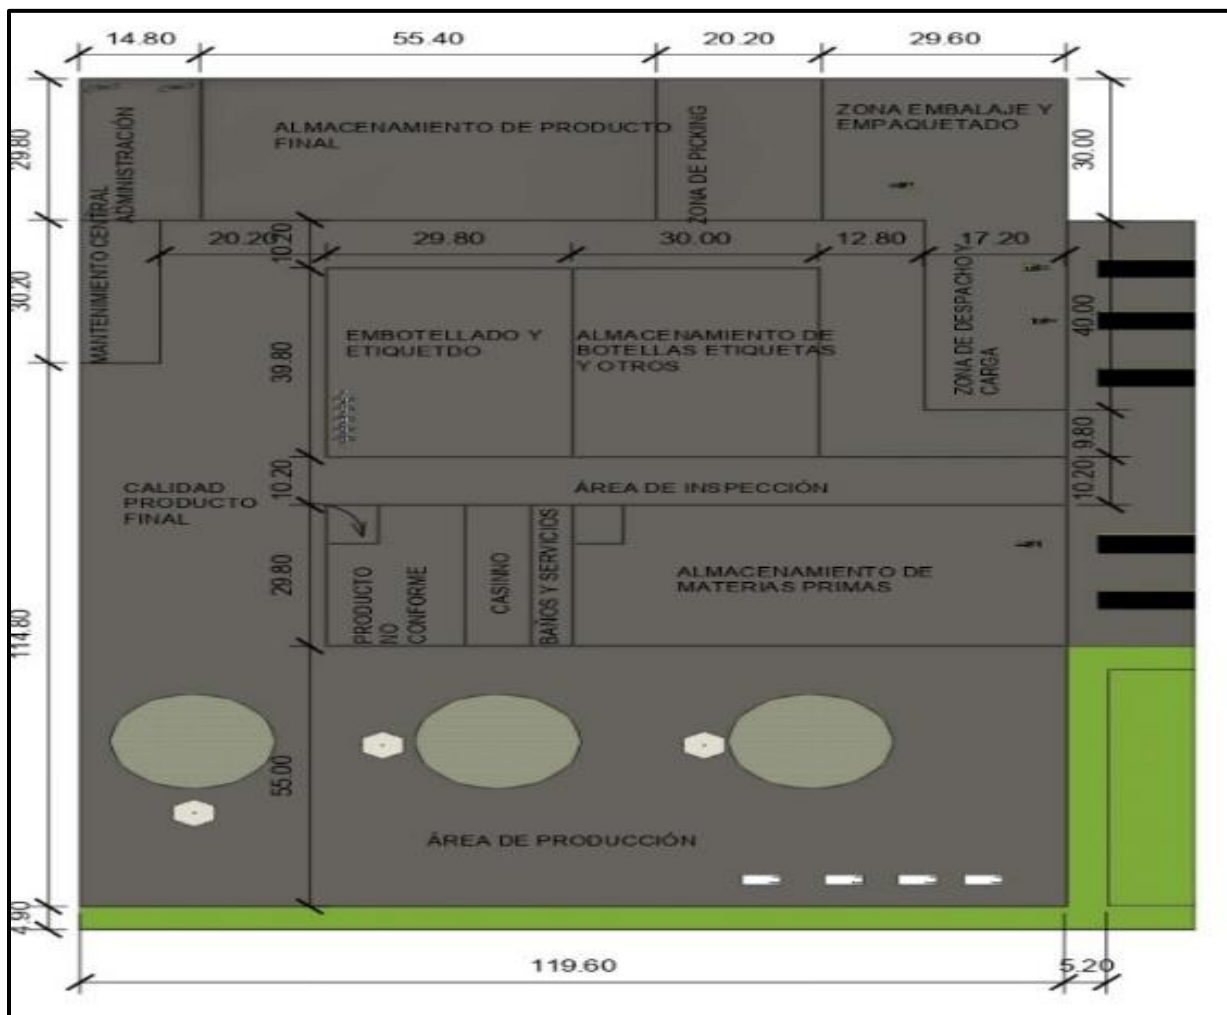 14.80
55.40
20.20
29.60
ZONA EMBALAJE Y
EMPAQUETADO
ALMACENAMIENTO DE PRODUCTO
FINAL
ADMINISTRACIÓN
ZONA DE PICKING
29.80
30.00
MANTENIMIENTO CENTRAL
20.20
10.20
29.80
30.00
12.80
17.20
30.20
EMBOTELLADO Y
ETIQUETDO
ALMACENAMIENTO DE
BOTELLAS ETIQUETAS
Y OTROS
ZONA DE DESPACHO Y
CARGA
39.80
40.00
9.80
CALIDAD
PRODUCTO
FINAL
10.20
ÁREA DE INSPECCIÓN
10.20
29.80
PRODUCTO
NO
CONFORME
CASINNO
BAÑOS Y SERVICIOS
ALMACENAMIENTO DE
MATERIAS PRIMAS
114.80
55.00
ÁREA DE PRODUCCIÓN
4.90
119.60
5.20